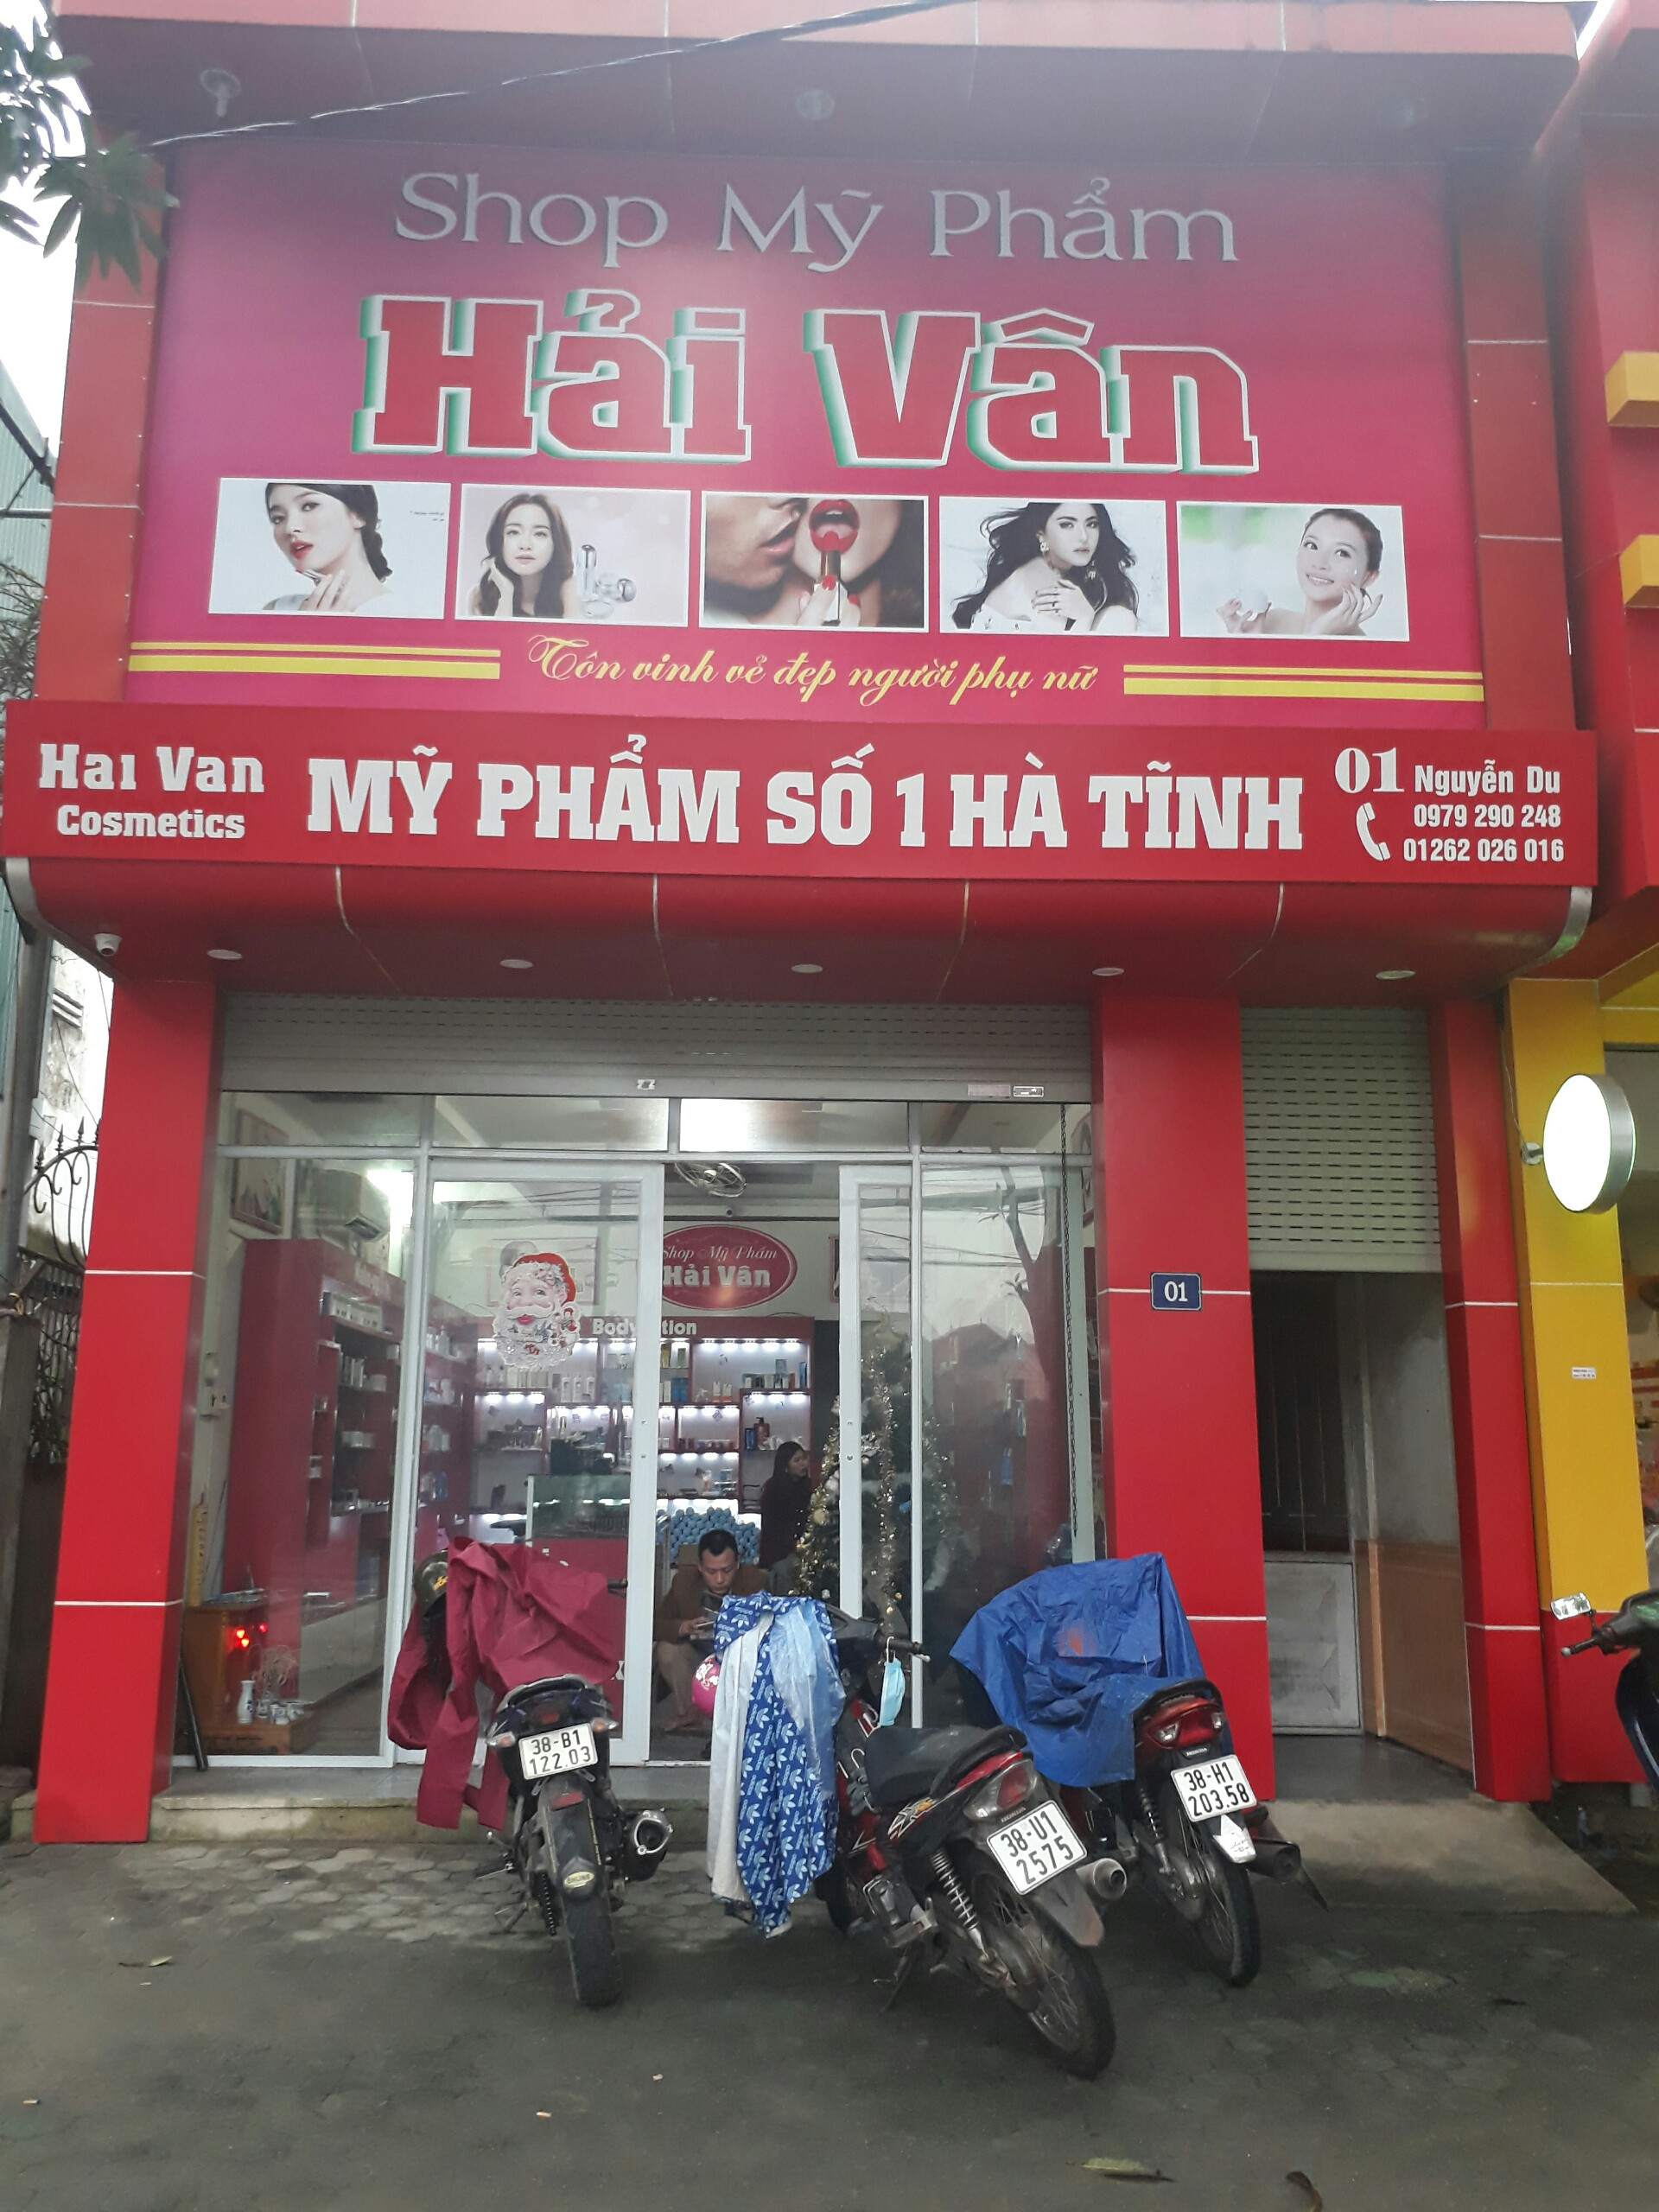 Shop Mỹ Phẩm
Hải Vân
Tôn vinh vẻ đẹp người phụ nữ
Hai Van
Cosmetics
MỸ PHẨM SỐ 1 HÀ TĨNH
01 Nguyễn Du
0979 290 248
01262 026 016
Shop Mỹ Phẩm
Hải Vân
01
38-B1
122.03
38-U1
2575
38-H1
203.58
HONDA